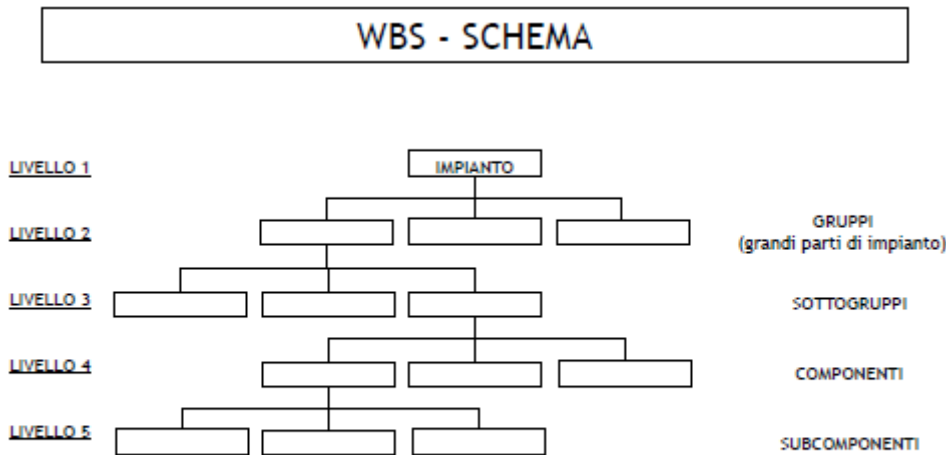 WBS - SCHEMA
LIVELLO 1
IMPIANTO
LIVELLO 2
GRUPPI
(grandi parti di impianto)
LIVELLO 3
SOTTOGRUPPI
LIVELLO 4
COMPONENTI
LIVELLO 5
SUBCOMPONENTI